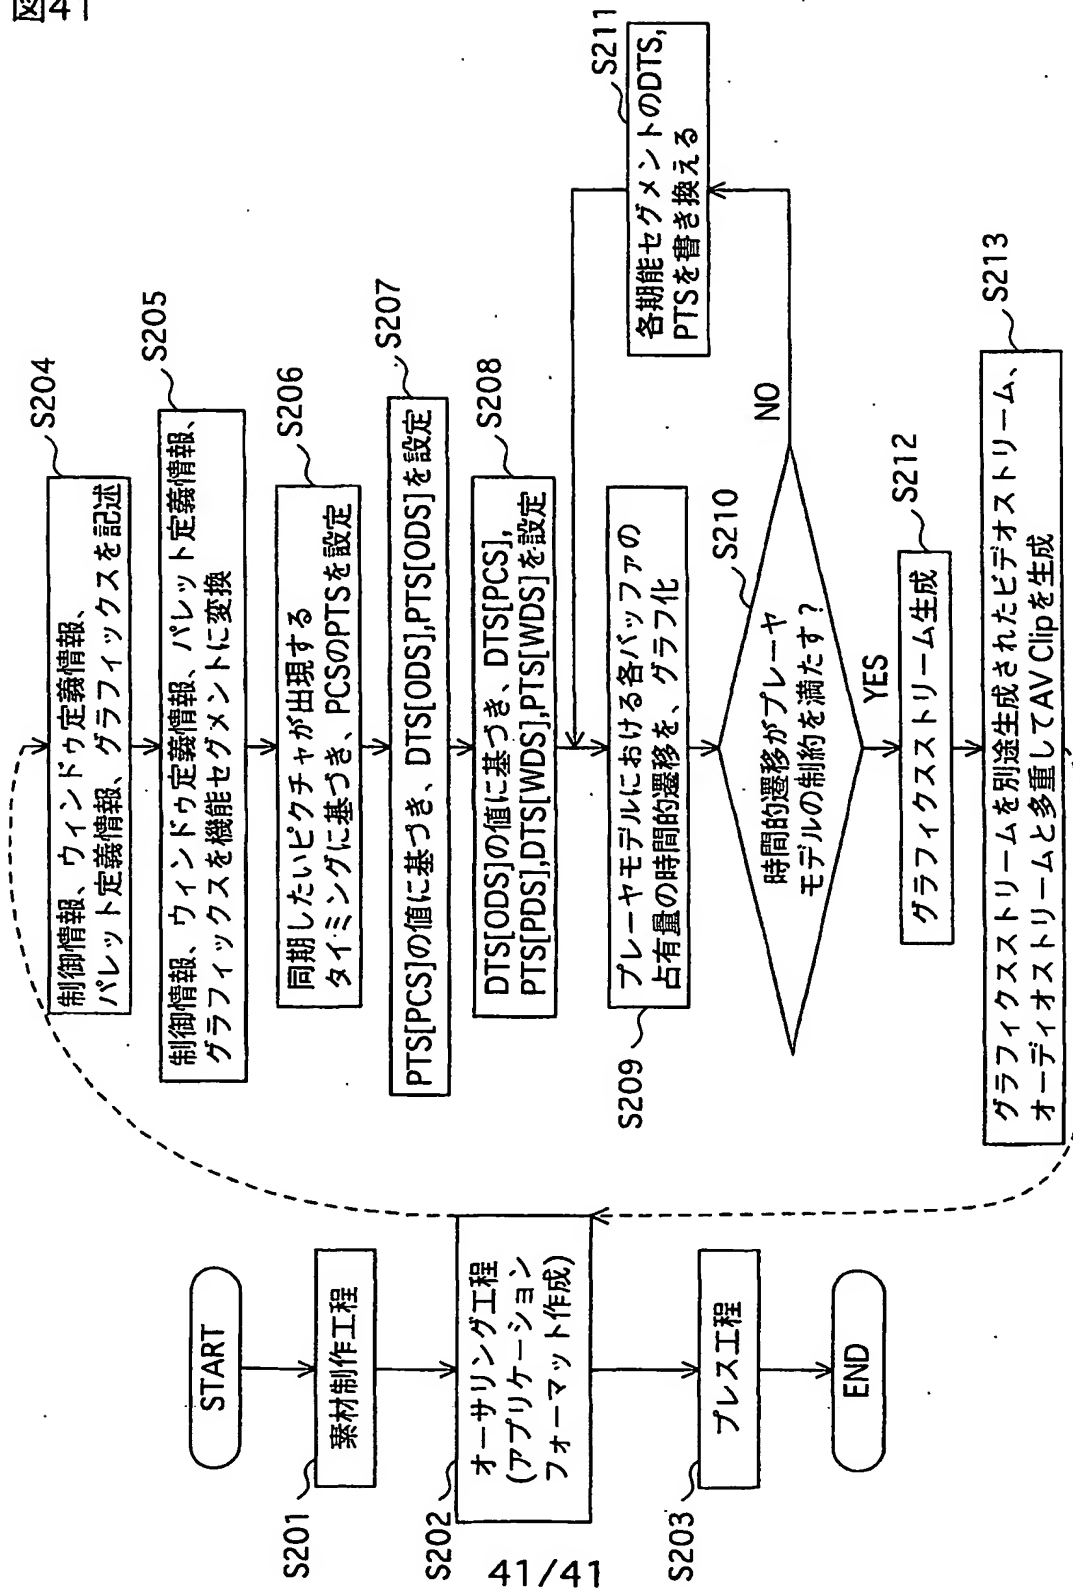 図41
START
S201
素材制作工程
S202
オーサリング工程
(アプリケーション
フォーマット作成)
S203
プレス工程
END
S204
制御情報、ウィンドゥ定義情報、
パレット定義情報、グラフィックスを記述
S205
制御情報、ウィンドゥ定義情報、パレット定義情報、
グラフィックスを機能セグメントに変換
S206
同期したいピクチャが出現する
タイミングに基づき、PCSのPTSを設定
S207
PTS[PCS]の値に基づき、DTS[ODS],PTS[ODS]を設定
S208
DTS[ODS]の値に基づき、DTS[PCS],
PTS[PDS],DTS[WDS],PTS[WDS]を設定
S209
プレーヤモデルにおける各バッファの
占有量の時間的遷移を、グラフ化
S210
時間的遷移がプレーヤ
モデルの制約を満たす？
NO
YES
S211
各期能セグメントのDTS,
PTSを書き換える
S212
グラフィクスストリーム生成
S213
グラフィクスストリームを別途生成されたビデオストリーム、
オーディオストリームと多重してAV Clipを生成
41/41